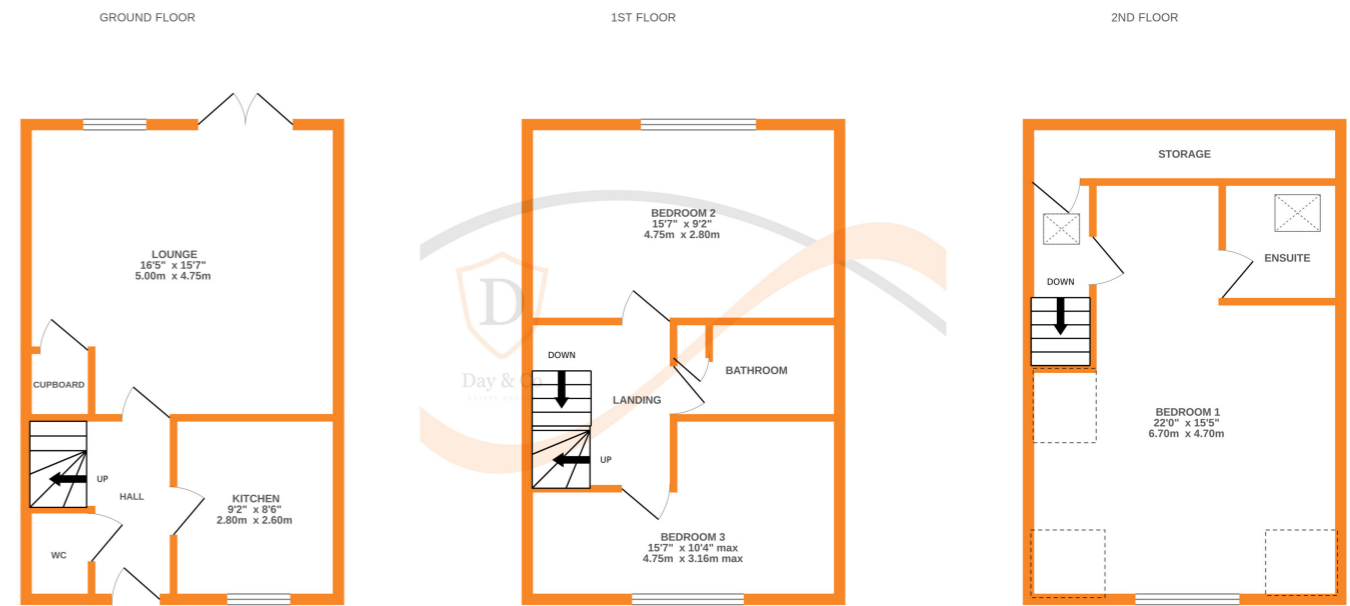 GROUND FLOOR
1ST FLOOR
2ND FLOOR
LOUNGE
16'5" x 15'7"
5.00m x 4.75m
CUPBOARD
UP
HALL
KITCHEN
9'2" x 8'6"
2.80m x 2.60m
WC
BEDROOM 2
15'7" x 9'2"
4.75m x 2.80m
D
Day & Co
DOWN
LANDING
BATHROOM
UP
BEDROOM 3
15'7" x 10'4" max
4.75m x 3.16m max
STORAGE
ENSUITE
DOWN
BEDROOM 1
22'0" x 15'5"
6.70m x 4.70m